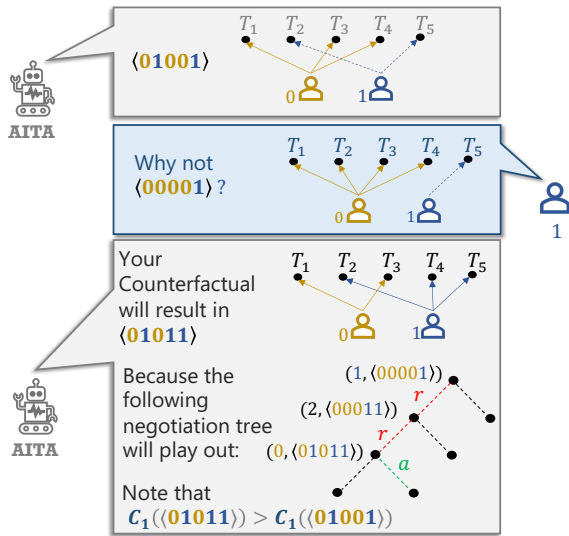 T₁ T₂ T₃ T₄ T₅
⟨01001⟩
0 1
AITA
Why not
⟨00001⟩ ?
T₁ T₂ T₃ T₄ T₅
0 1
1
Your
Counterfactual
will result in
⟨01011⟩
T₁ T₂ T₃ T₄ T₅
0 1
AITA
Because the
following
negotiation tree
will play out:
(1,⟨00001⟩)
r
(2,⟨00011⟩)
r
(0,⟨01011⟩)
a
Note that
C₁(⟨01011⟩) > C₁(⟨01001⟩)